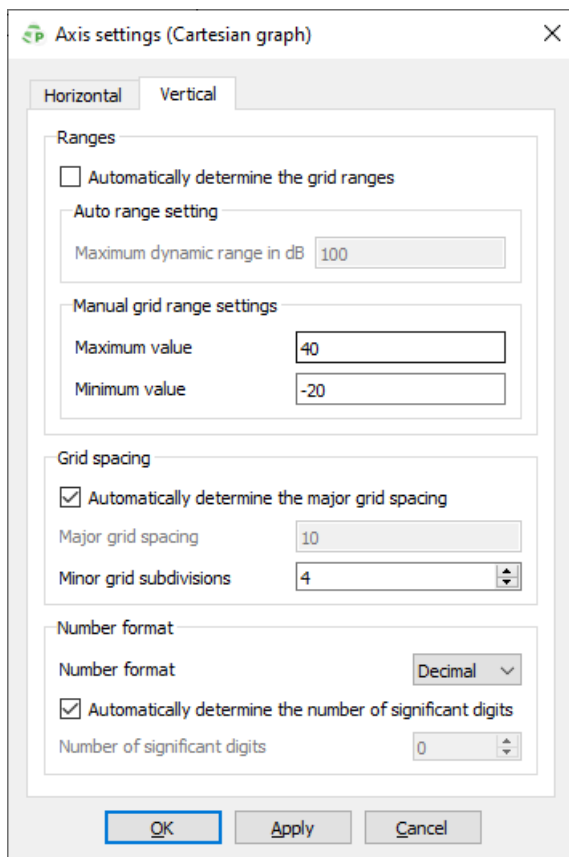 Axis settings (Cartesian graph)
Horizontal Vertical
Ranges
Automatically determine the grid ranges
Auto range setting
Maximum dynamic range in dB 100
Manual grid range settings
Maximum value 40
Minimum value -20
Grid spacing
Automatically determine the major grid spacing
Major grid spacing 10
Minor grid subdivisions 4
Number format
Number format Decimal
Automatically determine the number of significant digits
Number of significant digits 0
OK Apply Cancel